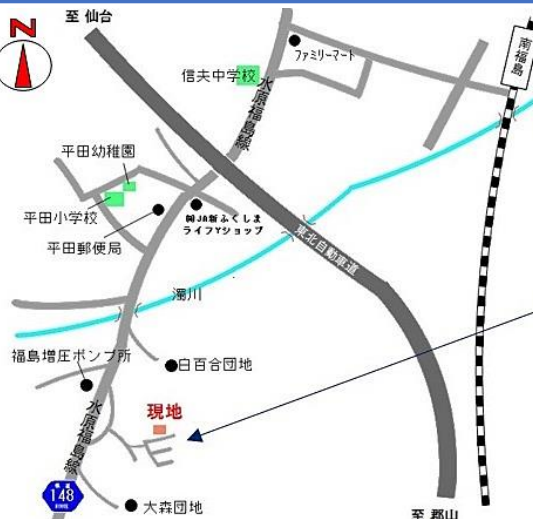 至 仙台
N
ファミリーマート
南福島
信夫中学校
水原福島線
平田幼稚園
平田小学校
㈲JA新ふくしま
ライフYショップ
平田郵便局
東北自動車道
濁川
福島増圧ポンプ所
白百合団地
現地
水原福島線
148
大森団地
至 郡山